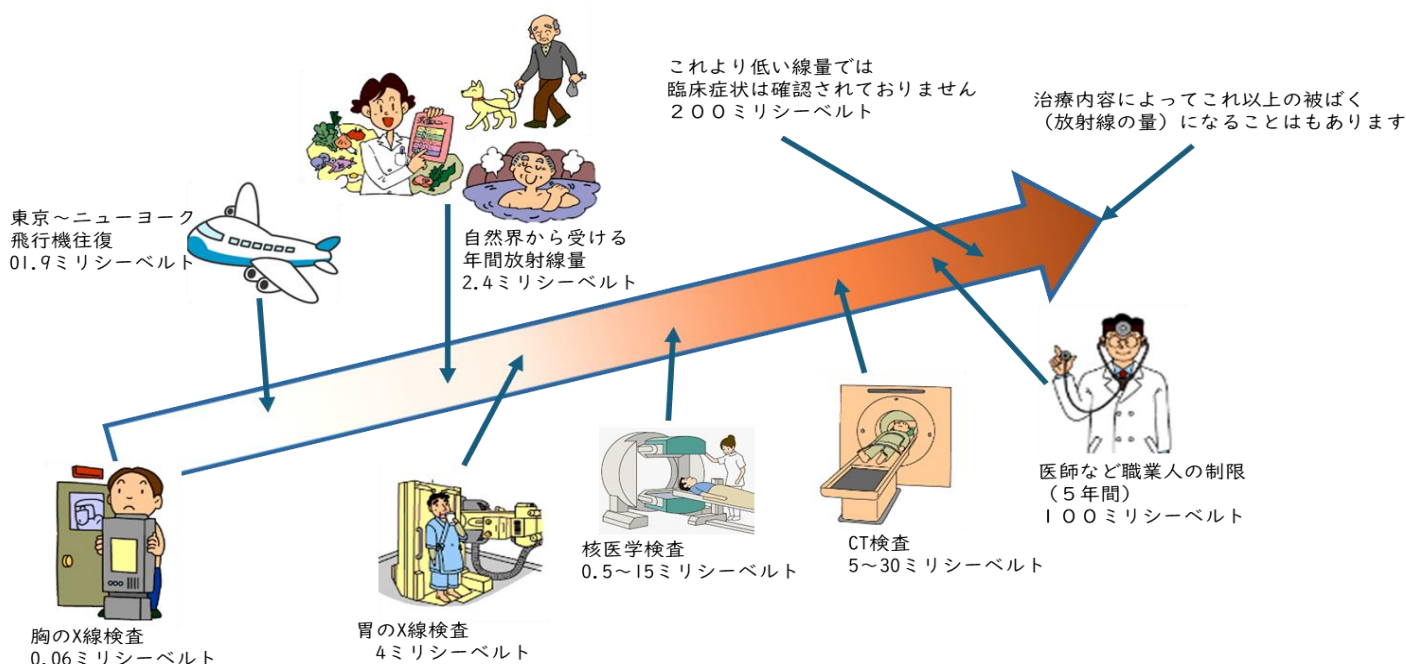 これより低い線量では
臨床症状は確認されておりません
200ミリシーベルト
治療内容によってこれ以上の被ばく
(放射線の量)になることはもあります
東京~ニューヨーク
飛行機往復
01.9ミリシーベルト
自然界から受ける
年間放射線量
2.4ミリシーベルト
胸のX線検査
0.06ミリシーベルト
胃のX線検査
4ミリシーベルト
核医学検査
0.5~15ミリシーベルト
CT検査
5~30ミリシーベルト
医師など職業人の制限
(5年間)
100ミリシーベルト